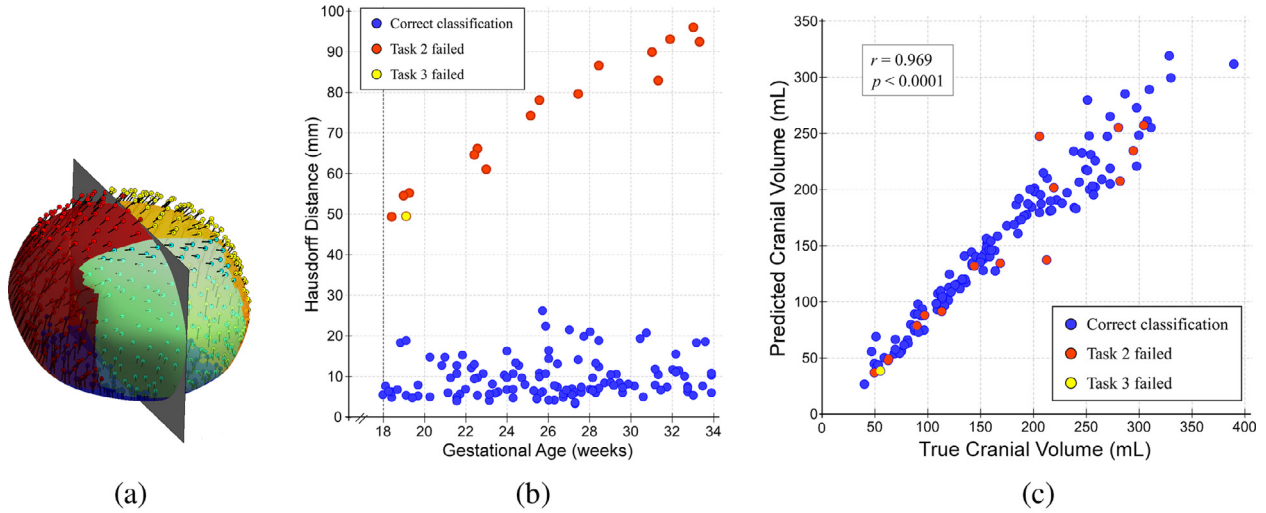 Hausdorff Distance (mm)
100
90
80
70
60
50
40
30
20
10
0
Correct classification
Task 2 failed
Task 3 failed
18 20 22 24 26 28 30 32 34
Gestational Age (weeks)
Predicted Cranial Volume (mL)
350
300
250
200
150
100
50
0
r = 0.969
p < 0.0001
Correct classification
Task 2 failed
Task 3 failed
0 50 100 150 200 250 300 350 400
True Cranial Volume (mL)
(a) (b) (c)